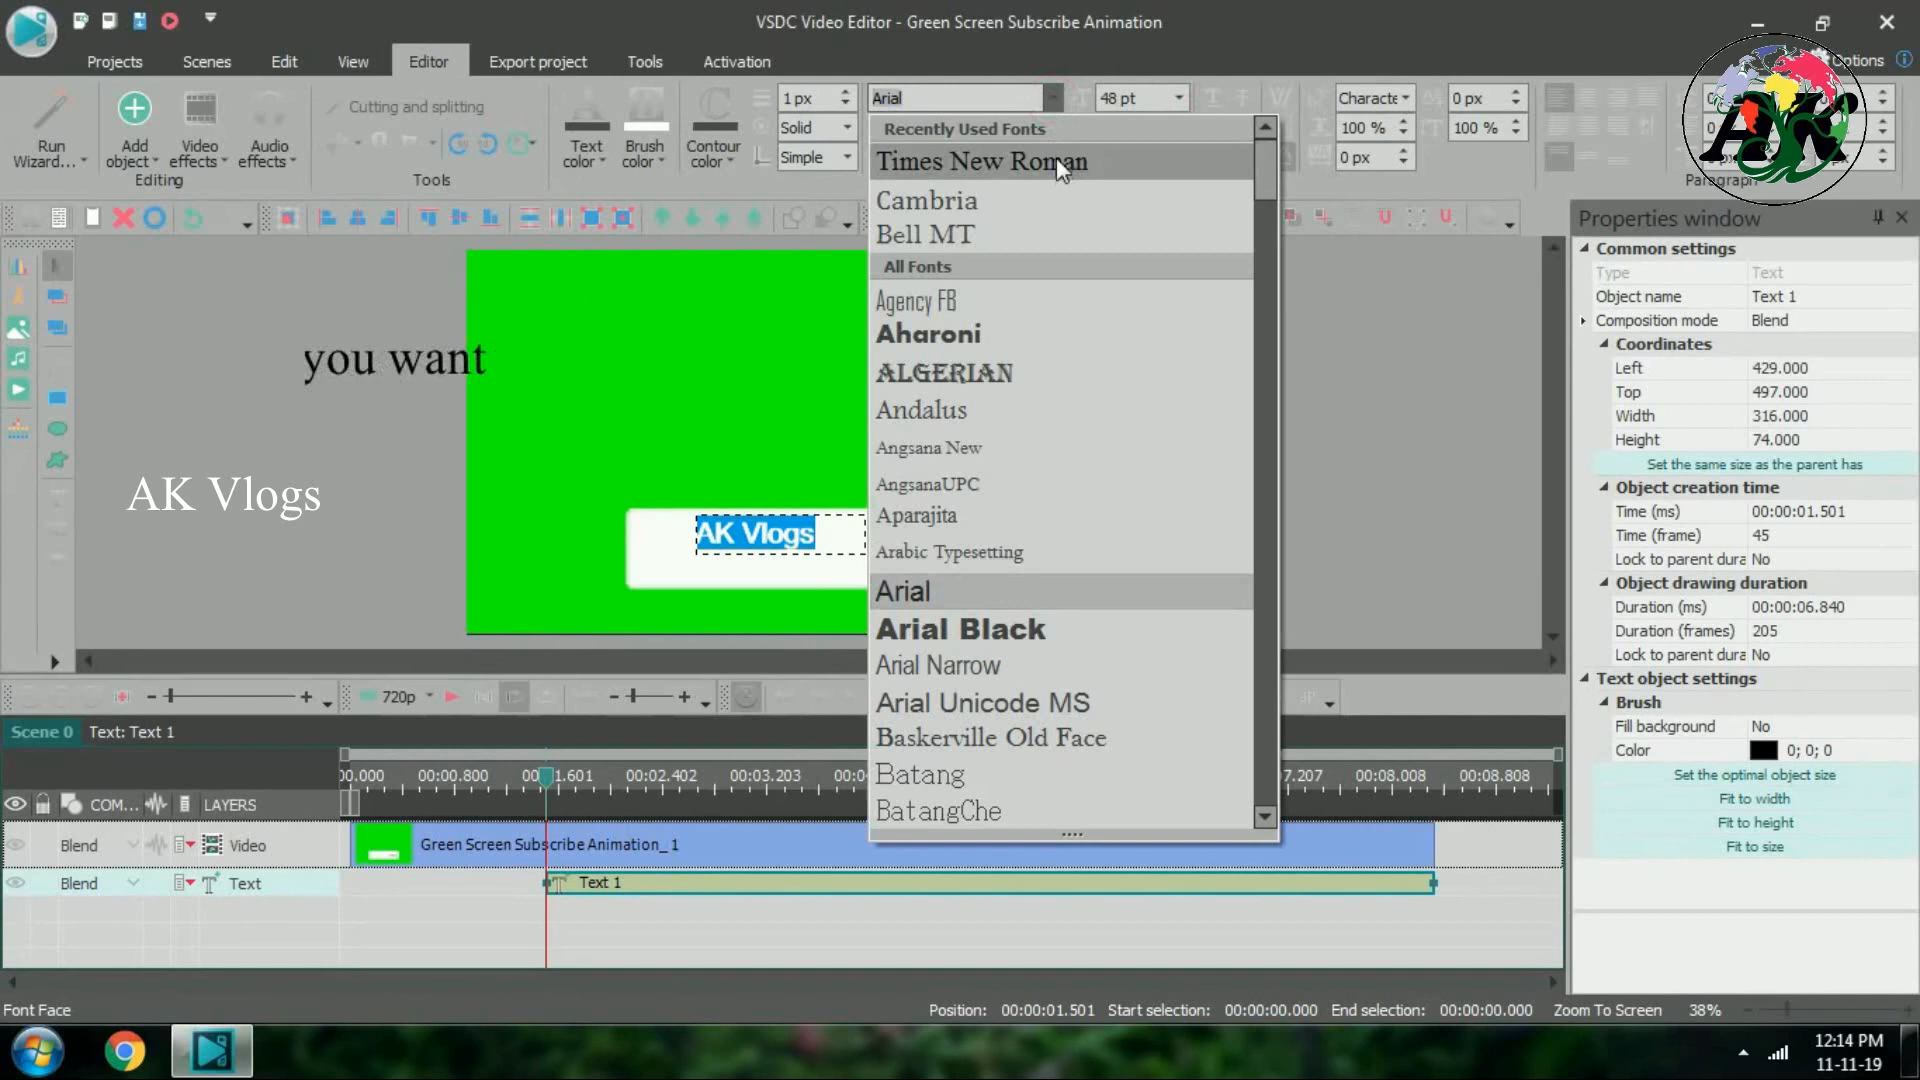 VSDC Video Editor - Green Screen Subscribe Animation
Projects Scenes Edit View Editor Export project Tools Activation Options
Run Wizard...
Add object
Video effects
Audio effects
Editing
Cutting and splitting
Tools
Text color
Brush color
Contour color
1 px
Solid
Simple
Arial
48 pt
Characte
100 %
0 px
0 px
100 %
Paragraph
AK
Recently Used Fonts
Times New Roman
Cambria
Bell MT
All Fonts
Agency FB
Aharoni
ALGERIAN
Andalus
Angsana New
AngsanaUPC
Aparajita
Arabic Typesetting
Arial
Arial Black
Arial Narrow
Arial Unicode MS
Baskerville Old Face
Batang
BatangChe
you want
AK Vlogs
AK Vlogs
Properties window
Common settings
Type Text
Object name Text 1
Composition mode Blend
Coordinates
Left 429.000
Top 497.000
Width 316.000
Height 74.000
Set the same size as the parent has
Object creation time
Time (ms) 00:00:01.501
Time (frame) 45
Lock to parent dura No
Object drawing duration
Duration (ms) 00:00:06.840
Duration (frames) 205
Lock to parent dura No
Text object settings
Brush
Fill background No
Color 0; 0; 0
Set the optimal object size
Fit to width
Fit to height
Fit to size
720p
Scene 0 Text: Text 1
00.000 00:00.800 00 1.601 00:02.402 00:03.203 00:0 7.207 00:08.008 00:08.808
COM... LAYERS
Blend Video Green Screen Subscribe Animation_ 1
Blend Text Text 1
Font Face
Position: 00:00:01.501 Start selection: 00:00:00.000 End selection: 00:00:00.000 Zoom To Screen 38%
12:14 PM
11-11-19